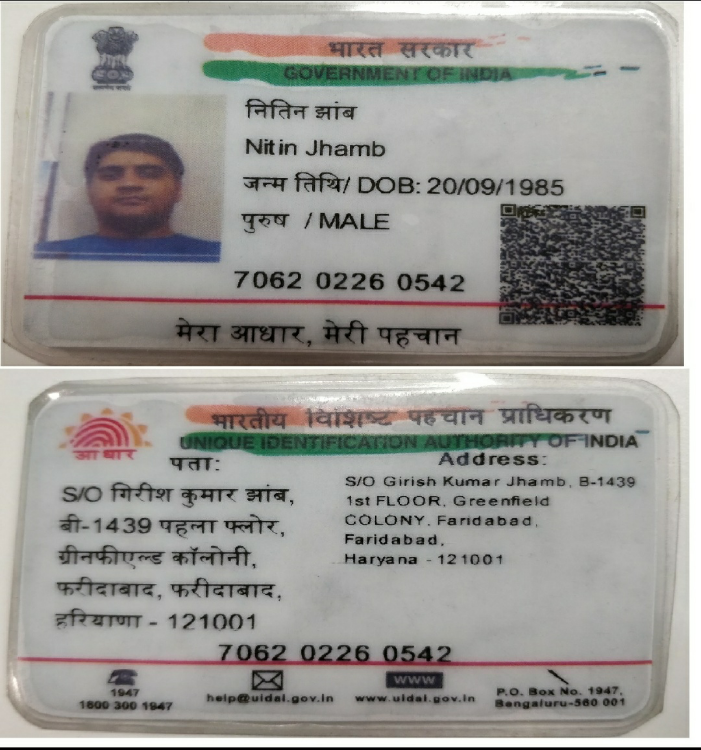 भारत सरकार
GOVERNMENT OF INDIA
नितिन झांब
Nitin Jhamb
जन्म तिथि/ DOB: 20/09/1985
पुरुष / MALE
7062 0226 0542
मेरा आधार, मेरी पहचान
भारतीय विशिष्ट पहचान प्राधिकरण
आधार
UNIQUE IDENTIFICATION AUTHORITY OF INDIA
पता:
S/O गिरीश कुमार झांब,
बी-1439 पहला फ्लोर,
ग्रीनफीएल्ड कॉलोनी,
फरीदाबाद, फरीदाबाद,
हरियाणा - 121001
Address:
S/O Girish Kumar Jhamb, B-1439
1st FLOOR, Greenfield
COLONY, Faridabad,
Faridabad,
Haryana - 121001
7062 0226 0542
1947
1800 300 1947
help@uidai.gov.in
WWW
www.uidai.gov.in
P.O. Box No. 1947,
Bengaluru-560 001